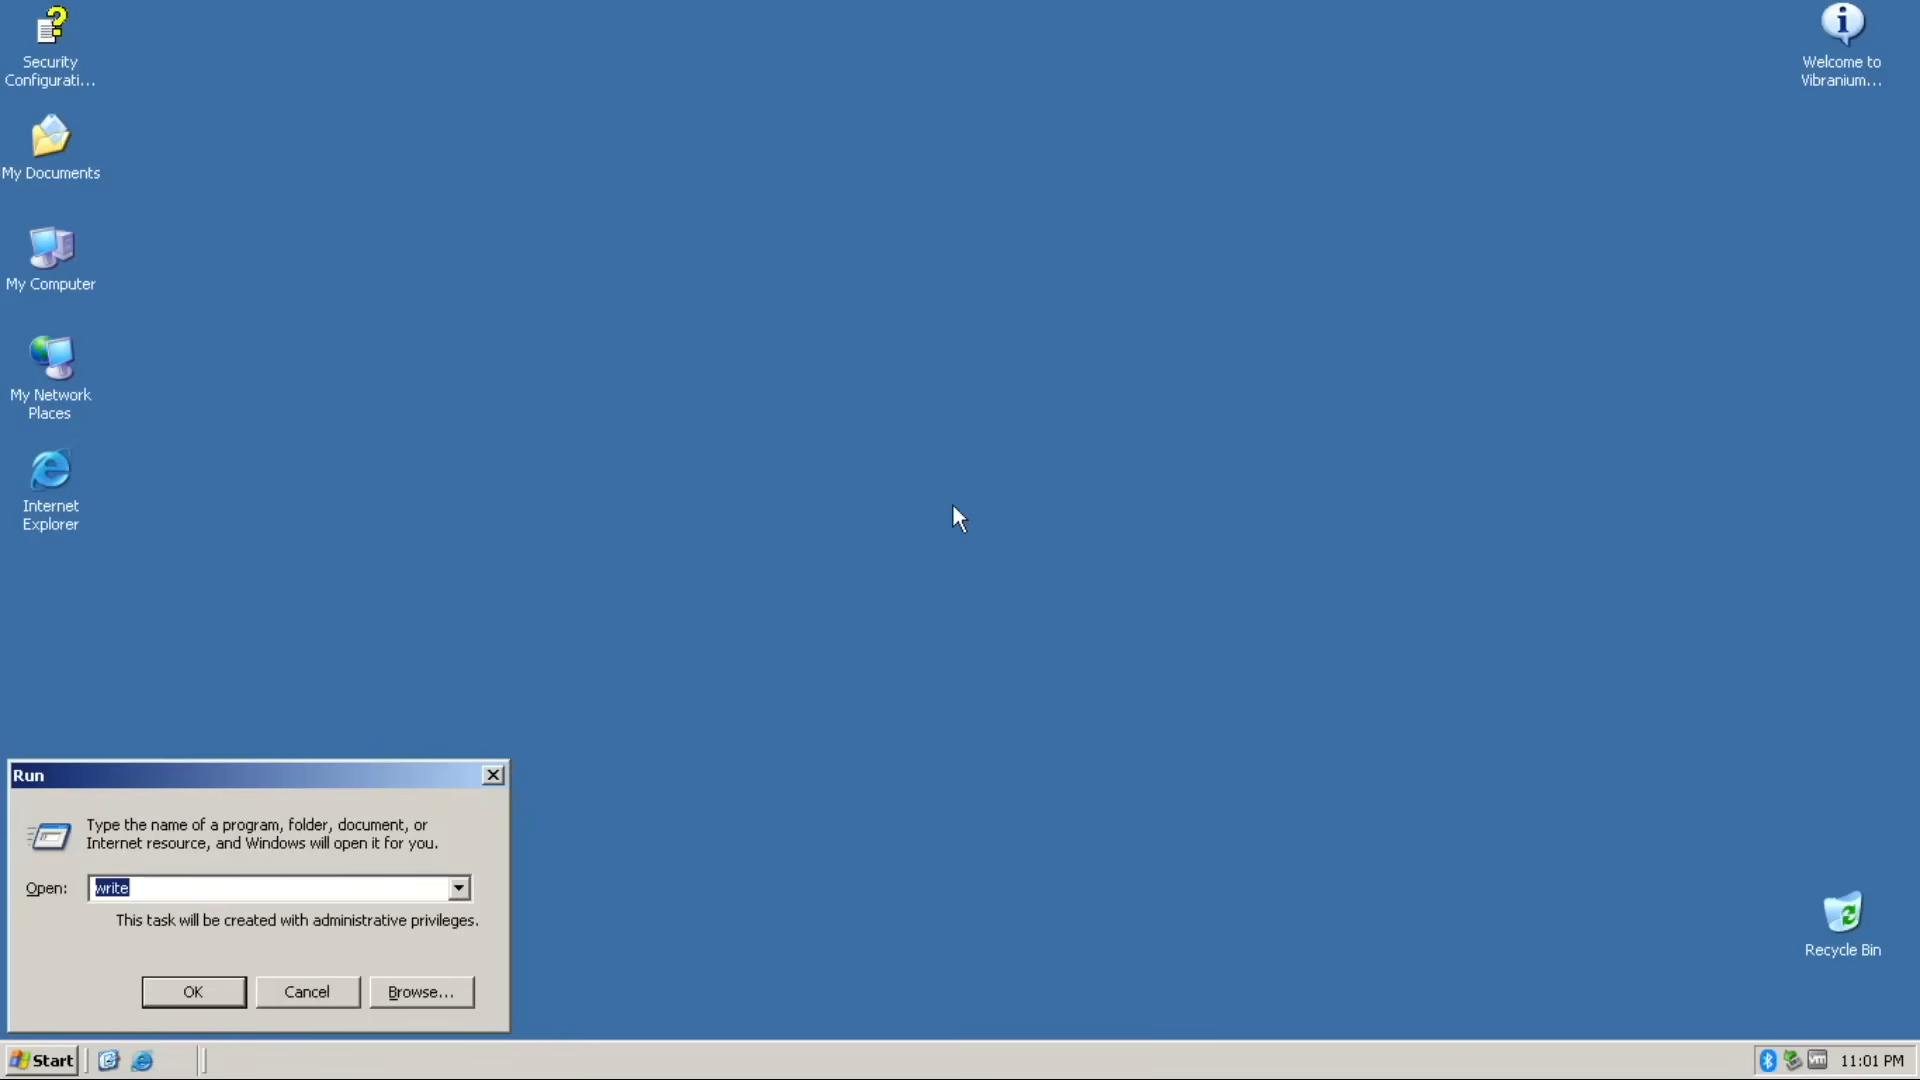 Security
Configurati...
My Documents
My Computer
My Network
Places
Internet
Explorer
Welcome to
Vibranium...
Recycle Bin
Run
Type the name of a program, folder, document, or
Internet resource, and Windows will open it for you.
Open: write
This task will be created with administrative privileges.
OK Cancel Browse...
Start
11:01 PM